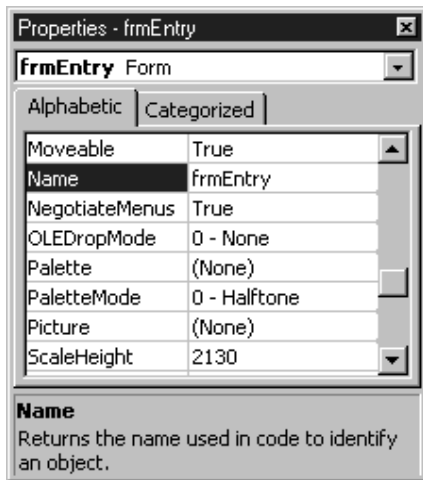 Properties - frmEntry
frmEntry Form
Alphabetic Categorized
Moveable True
Name frmEntry
NegotiateMenus True
OLEDropMode 0 - None
Palette (None)
PaletteMode 0 - Halftone
Picture (None)
ScaleHeight 2130
Name
Returns the name used in code to identify
an object.